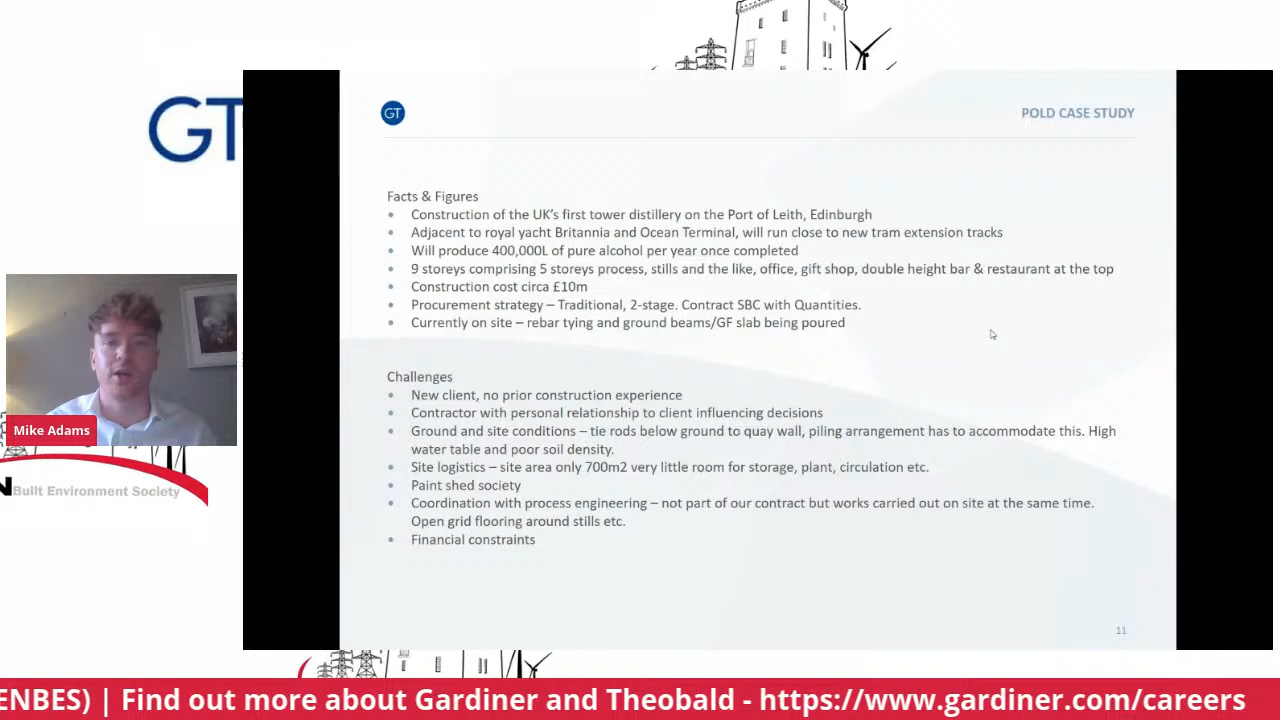 GT
GT
POLD CASE STUDY
Facts & Figures
• Construction of the UK's first tower distillery on the Port of Leith, Edinburgh
• Adjacent to royal yacht Britannia and Ocean Terminal, will run close to new tram extension tracks
• Will produce 400,000L of pure alcohol per year once completed
• 9 storeys comprising 5 storeys process, stills and the like, office, gift shop, double height bar & restaurant at the top
• Construction cost circa £10m
• Procurement strategy – Traditional, 2-stage. Contract SBC with Quantities.
• Currently on site – rebar tying and ground beams/GF slab being poured
Challenges
• New client, no prior construction experience
• Contractor with personal relationship to client influencing decisions
• Ground and site conditions – tie rods below ground to quay wall, piling arrangement has to accommodate this. High
water table and poor soil density.
• Site logistics – site area only 700m2 very little room for storage, plant, circulation etc.
• Paint shed society
• Coordination with process engineering – not part of our contract but works carried out on site at the same time.
Open grid flooring around stills etc.
• Financial constraints
11
Mike Adams
N Built Environment Society
ENBES) | Find out more about Gardiner and Theobald - https://www.gardiner.com/careers